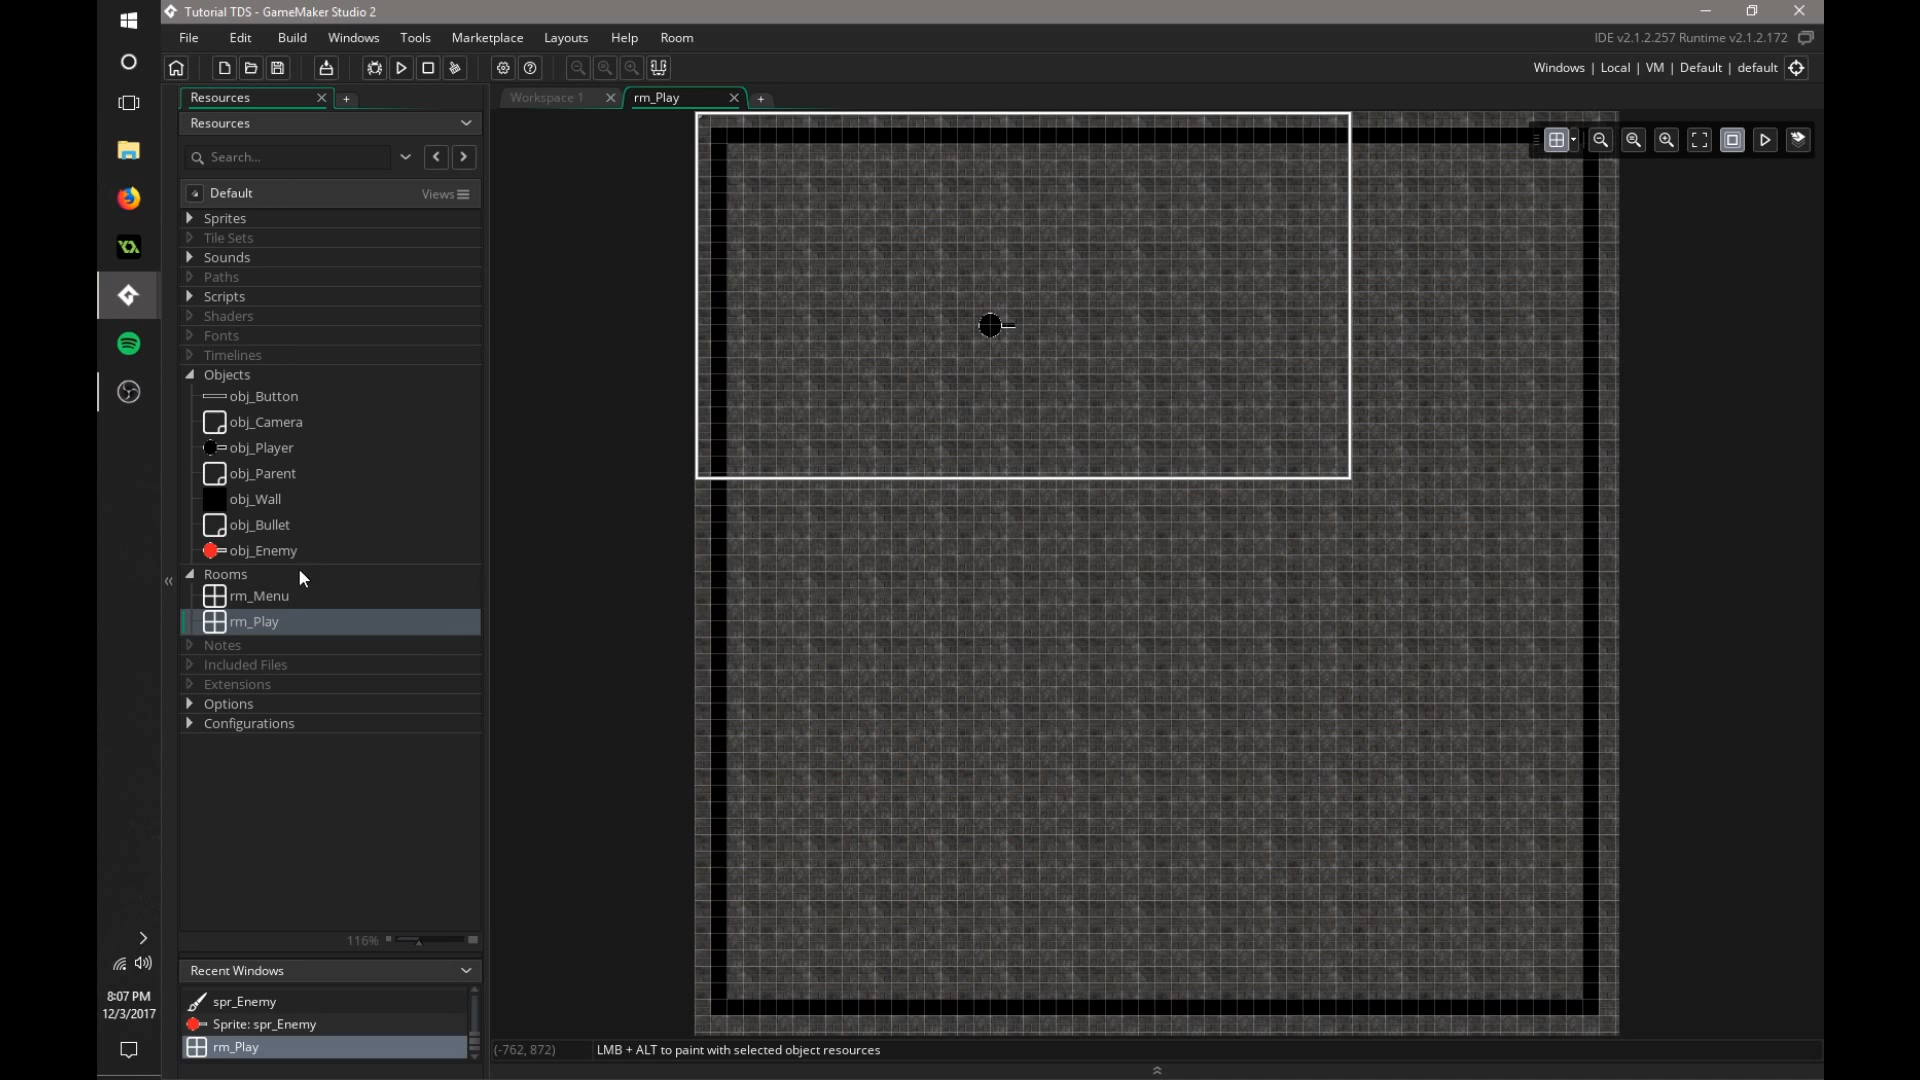 Tutorial TDS - GameMaker Studio 2
File Edit Build Windows Tools Marketplace Layouts Help Room
IDE v2.1.2.257 Runtime v2.1.2.172
Windows | Local | VM | Default | default
Resources
Workspace 1
rm_Play
Resources
Search...
Default
Views
Sprites
Tile Sets
Sounds
Paths
Scripts
Shaders
Fonts
Timelines
Objects
obj_Button
obj_Camera
obj_Player
obj_Parent
obj_Wall
obj_Bullet
obj_Enemy
Rooms
rm_Menu
rm_Play
Notes
Included Files
Extensions
Options
Configurations
116%
Recent Windows
spr_Enemy
Sprite: spr_Enemy
rm_Play
8:07 PM
12/3/2017
(-762, 872)
LMB + ALT to paint with selected object resources